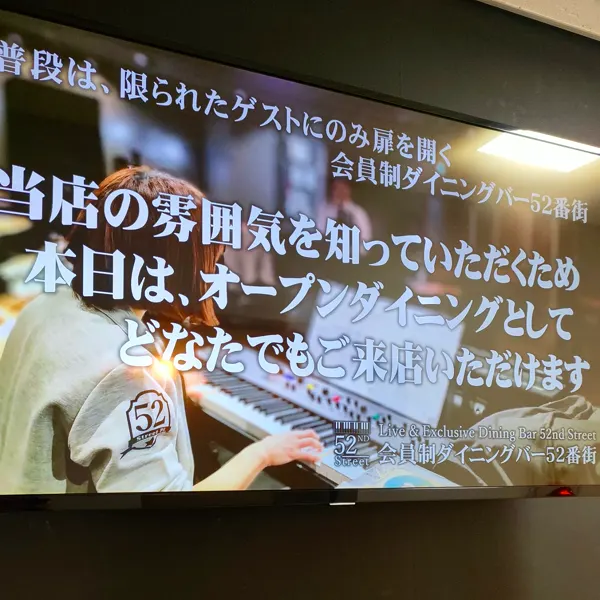 普段は、限られたゲストにのみ扉を開く
会員制ダイニングバー52番街
当店の雰囲気を知っていただくため
本日は、オープンダイニングとして
どなたでもご来店いただけます
52
52ND
Street
Live & Exclusive Dining Bar 52nd Street
会員制ダイニングバー52番街